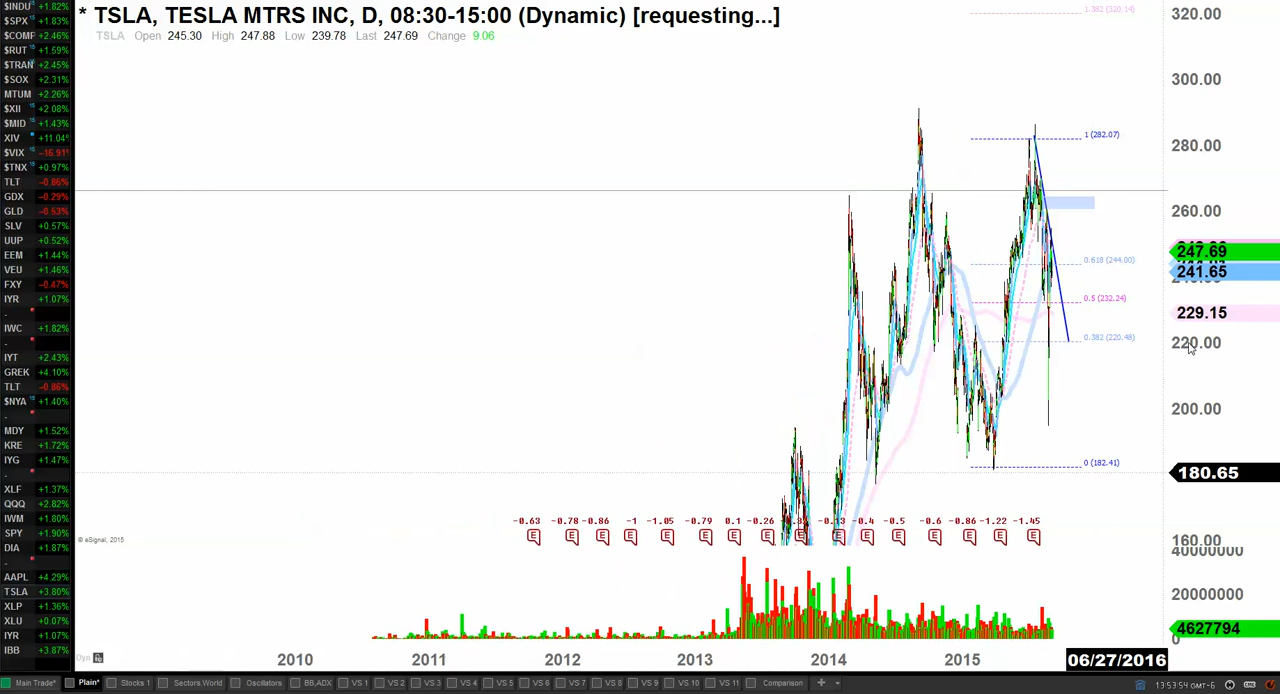 * TSLA, TESLA MTRS INC, D, 08:30-15:00 (Dynamic) [requesting...]
TSLA Open 245.30 High 247.88 Low 239.78 Last 247.69 Change 9.06
$INDU +1.82%
$SPX +1.83%
$COMF +2.46%
$RUT +1.59%
$TRAN +2.45%
$SOX +2.31%
MTUM +2.26%
$XII +2.08%
$MID +1.43%
XIV +11.04%
$VIX -16.91%
$TNX +0.97%
TLT -0.86%
GDX -0.29%
GLD -0.53%
SLV +0.57%
UUP +0.52%
EEM +1.44%
VEU +1.46%
FXY -0.47%
IYR +1.07%
-
IWC +1.82%
-
IYT +2.43%
GREK +4.10%
TLT -0.86%
$NYA +1.40%
-
MDY +1.52%
KRE +1.72%
IYG +1.47%
-
XLF +1.37%
QQQ +2.82%
IWM +1.80%
SPY +1.90%
DIA +1.87%
-
AAPL +4.29%
TSLA +3.80%
XLP +1.36%
XLU +0.07%
IYR +1.07%
IBB +3.87%
1.382 (320.14)
1 (282.07)
0.618 (244.00)
0.5 (232.24)
0.382 (220.48)
0 (182.41)
320.00
300.00
280.00
260.00
247.69
241.65
229.15
220.00
200.00
180.65
160.00
40000000
20000000
4627794
0
-0.63 -0.78 -0.86 -1 -1.05 -0.79 0.1 -0.26 -0.13 -0.4 -0.5 -0.6 -0.86 -1.22 -1.45
E E E E E E E E E E E E E E E E
© eSignal, 2015
Dyn
2010 2011 2012 2013 2014 2015 06/27/2016
Main Trade* Plain* Stocks 1 Sectors.World Oscillators BB,ADX VS 1 VS 2 VS 3 VS 4 VS 5 VS 6 VS 7 VS 8 VS 9 VS 10 VS 11 Comparison +
13:53:54 GMT-6